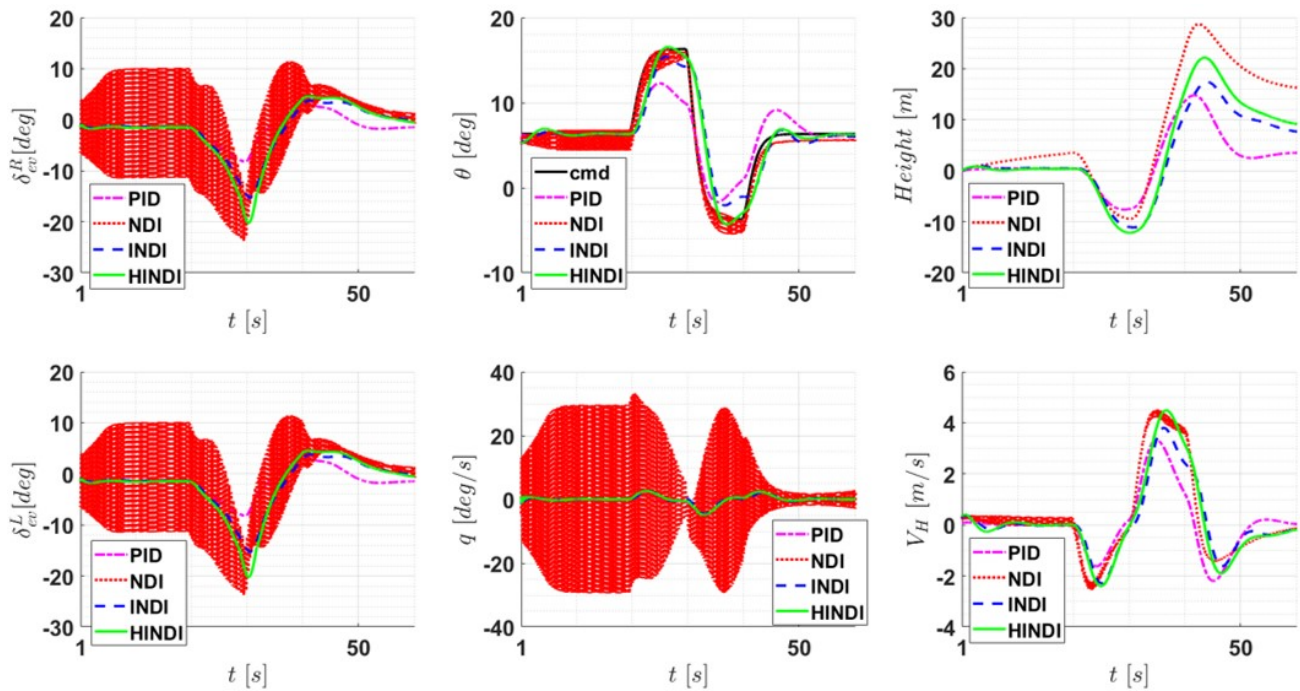 20
10
0
-10
-20
-30
δ_ev^R[deg]
PID
NDI
INDI
HINDI
1
50
t [s]
20
10
0
-10
θ [deg]
cmd
PID
NDI
INDI
HINDI
1
50
t [s]
30
20
10
0
-10
-20
Height [m]
PID
NDI
INDI
HINDI
1
50
t [s]
20
10
0
-10
-20
-30
δ_ev^L[deg]
PID
NDI
INDI
HINDI
1
50
t [s]
40
20
0
-20
-40
q [deg/s]
PID
NDI
INDI
HINDI
1
50
t [s]
6
4
2
0
-2
-4
V_H [m/s]
PID
NDI
INDI
HINDI
1
50
t [s]